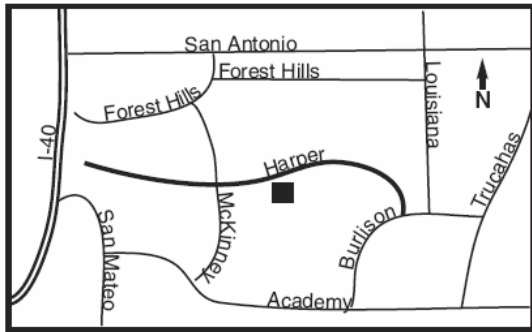 San Antonio
Forest Hills
Forest Hills
Louisiana
N
I-40
Harper
Trucahas
McKinney
Burlison
San Mateo
Academy